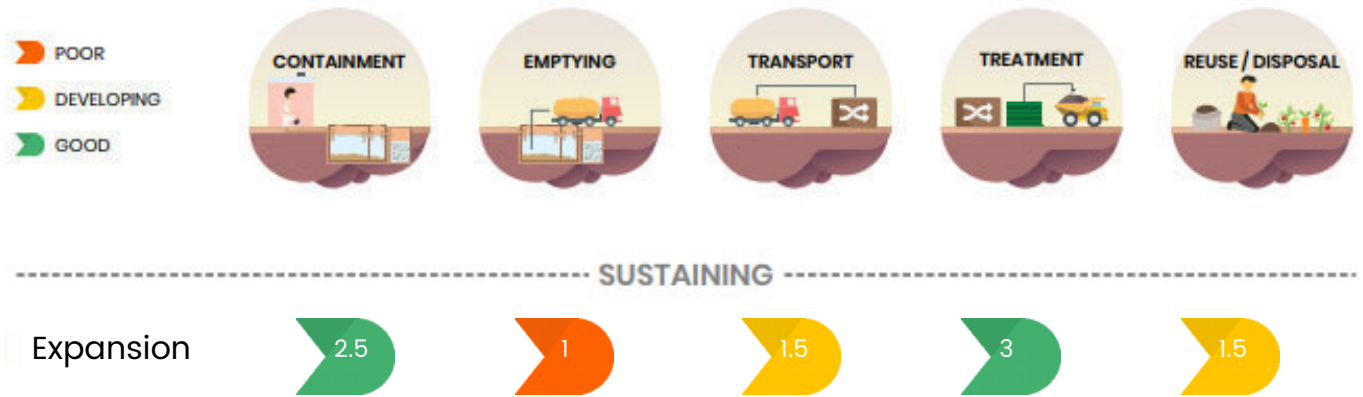 POOR
DEVELOPING
GOOD
CONTAINMENT
EMPTYING
TRANSPORT
TREATMENT
REUSE / DISPOSAL
SUSTAINING
Expansion 2.5 1 1.5 3 1.5